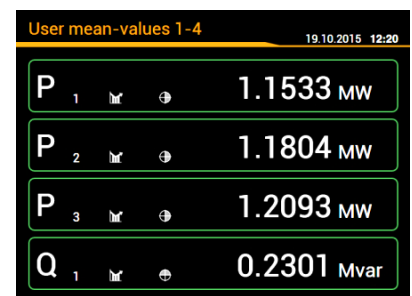 User mean-values 1-4
19.10.2015 12:20
P 1 1.1533 MW
P 2 1.1804 MW
P 3 1.2093 MW
Q 1 0.2301 Mvar